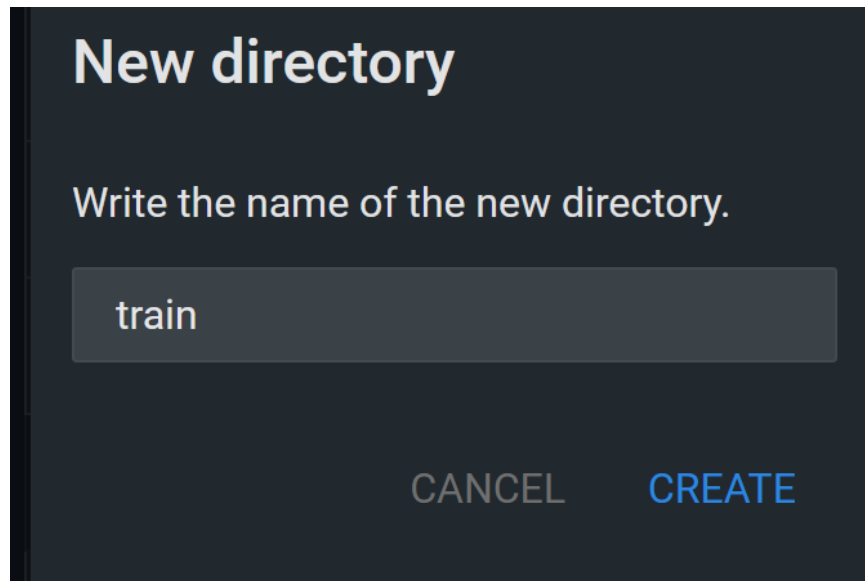 New directory
Write the name of the new directory.
train
CANCEL CREATE